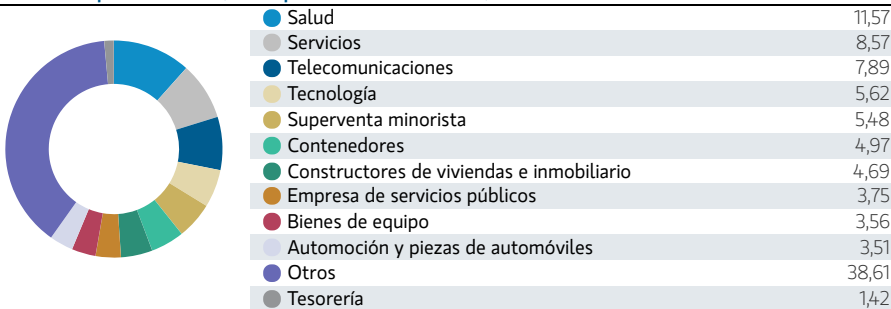 Salud 11,57
Servicios 8,57
Telecomunicaciones 7,89
Tecnología 5,62
Superventa minorista 5,48
Contenedores 4,97
Constructores de viviendas e inmobiliario 4,69
Empresa de servicios públicos 3,75
Bienes de equipo 3,56
Automoción y piezas de automóviles 3,51
Otros 38,61
Tesorería 1,42